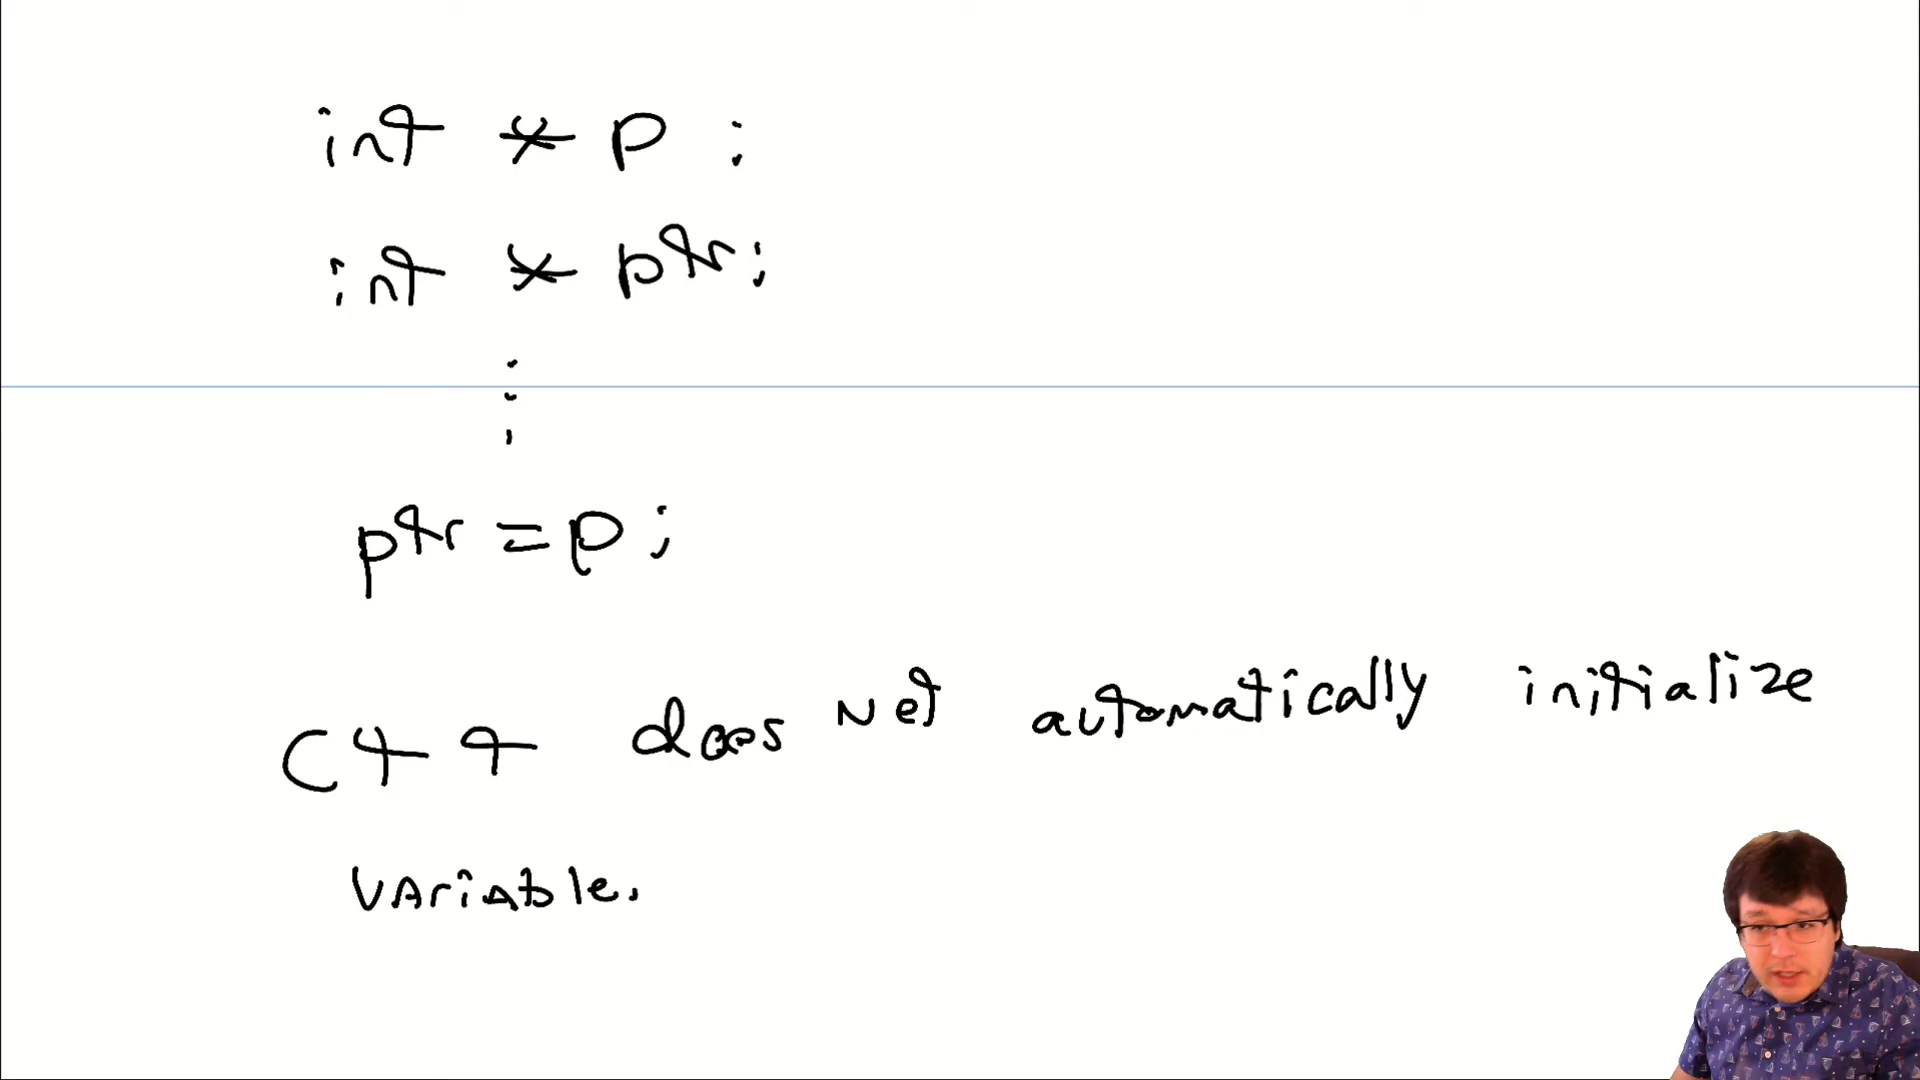 int * p ;
int * ptr ;
ptr = p ;
C++ does not automatically initialize
variable.